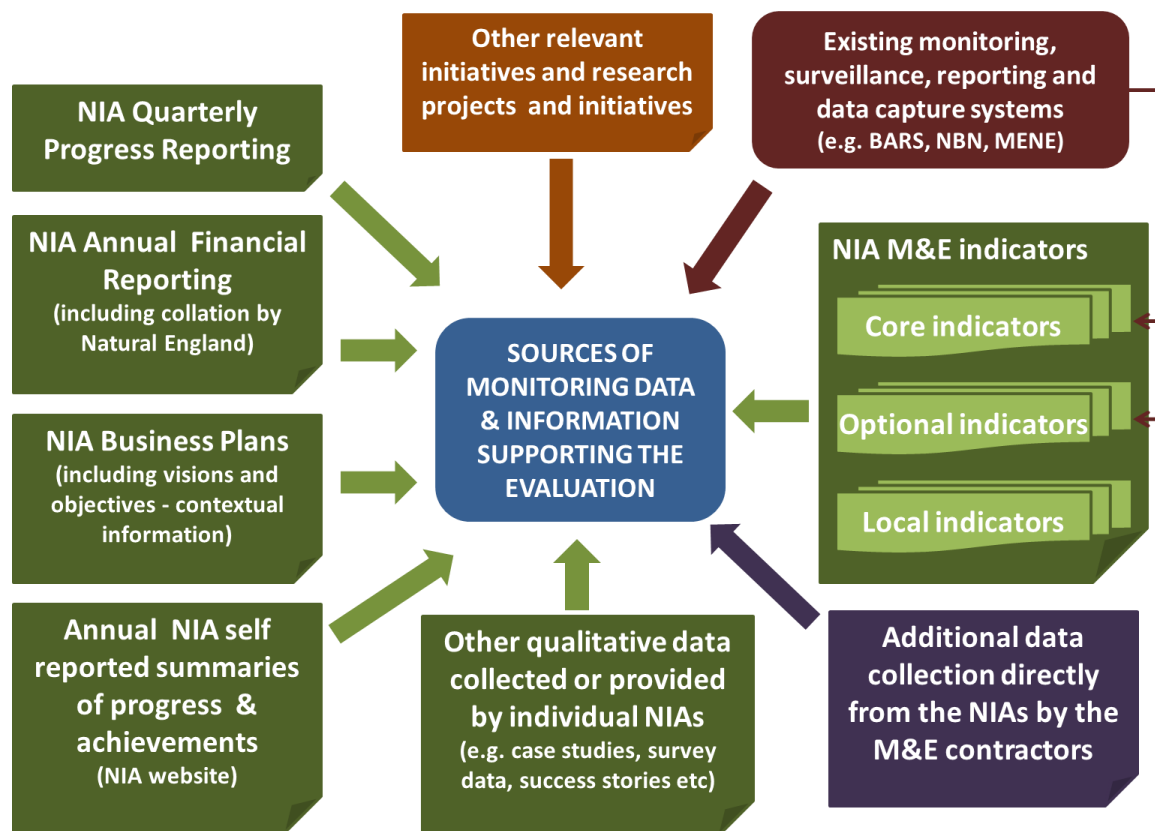 Other relevant
initiatives and research
projects and initiatives
Existing monitoring,
surveillance, reporting and
data capture systems
(e.g. BARS, NBN, MENE)
NIA Quarterly
Progress Reporting
NIA Annual Financial
Reporting
(including collation by
Natural England)
NIA Business Plans
(including visions and
objectives - contextual
information)
Annual NIA self
reported summaries
of progress &
achievements
(NIA website)
SOURCES OF
MONITORING DATA
& INFORMATION
SUPPORTING THE
EVALUATION
NIA M&E indicators
Core indicators
Optional indicators
Local indicators
Other qualitative data
collected or provided
by individual NIAs
(e.g. case studies, survey
data, success stories etc)
Additional data
collection directly
from the NIAs by the
M&E contractors